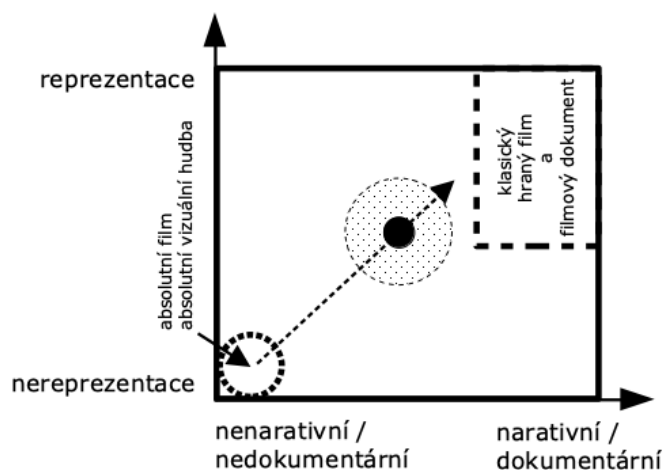 reprezentace
klasický
hraný film
a
filmový dokument
absolutní film
absolutní vizuální hudba
nereprezentace
nenarativní /
nedokumentární
narativní /
dokumentární